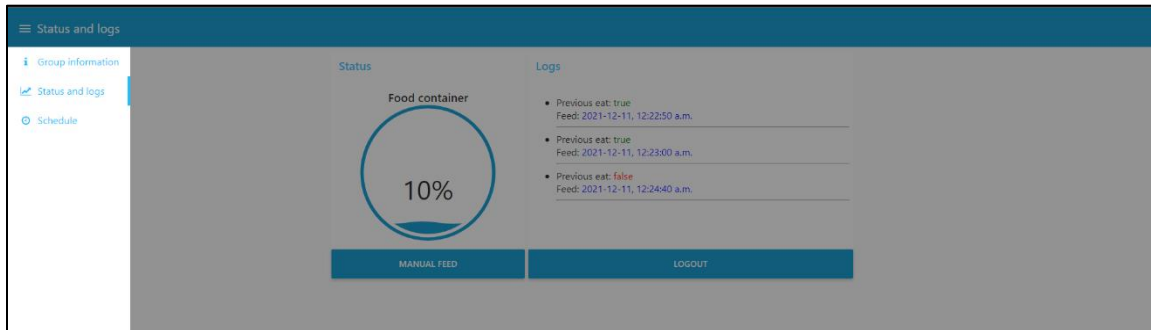 Status and logs
Group information
Status and logs
Schedule
Status
Food container
10%
MANUAL FEED
Logs
Previous eat: true
Feed: 2021-12-11, 12:22:50 a.m.
Previous eat: true
Feed: 2021-12-11, 12:23:00 a.m.
Previous eat: false
Feed: 2021-12-11, 12:24:40 a.m.
LOGOUT